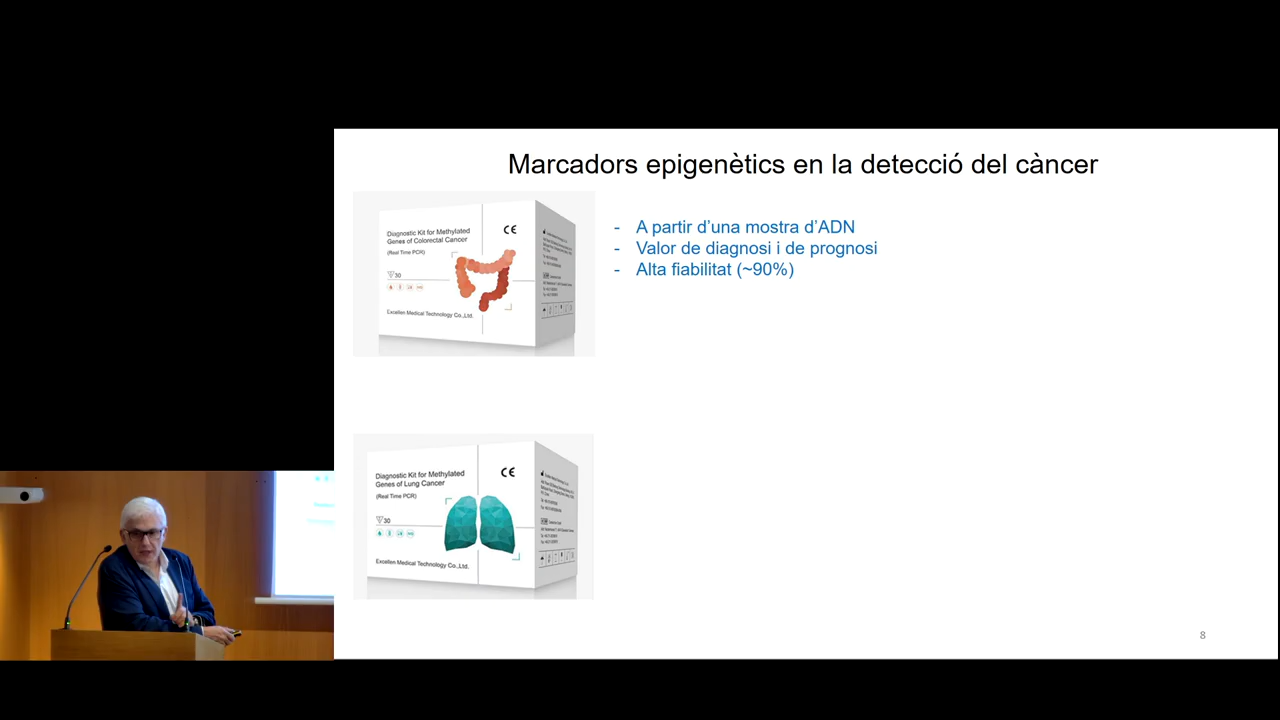 Marcadors epigenètics en la detecció del càncer
Diagnostic Kit for Methylated
Genes of Colorectal Cancer
(Real Time PCR)
CE
30
Excellen Medical Technology Co.,Ltd.
- A partir d’una mostra d’ADN
- Valor de diagnosi i de prognosi
- Alta fiabilitat (~90%)
Diagnostic Kit for Methylated
Genes of Lung Cancer
(Real Time PCR)
CE
30
Excellen Medical Technology Co.,Ltd.
8